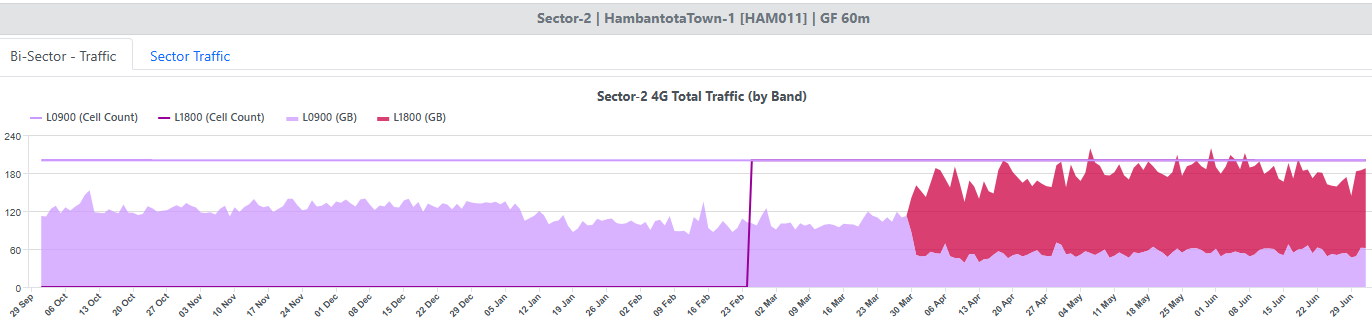 Sector-2 | HambantotaTown-1 [HAM011] | GF 60m
Bi-Sector - Traffic
Sector Traffic
Sector-2 4G Total Traffic (by Band)
L0900 (Cell Count)
L1800 (Cell Count)
L0900 (GB)
L1800 (GB)
240
180
120
60
0
29 Sep
06 Oct
13 Oct
20 Oct
27 Oct
03 Nov
10 Nov
17 Nov
24 Nov
01 Dec
08 Dec
15 Dec
22 Dec
29 Dec
05 Jan
12 Jan
19 Jan
26 Jan
02 Feb
09 Feb
16 Feb
23 Feb
02 Mar
09 Mar
16 Mar
23 Mar
30 Mar
06 Apr
13 Apr
20 Apr
27 Apr
04 May
11 May
18 May
25 May
01 Jun
08 Jun
15 Jun
22 Jun
29 Jun